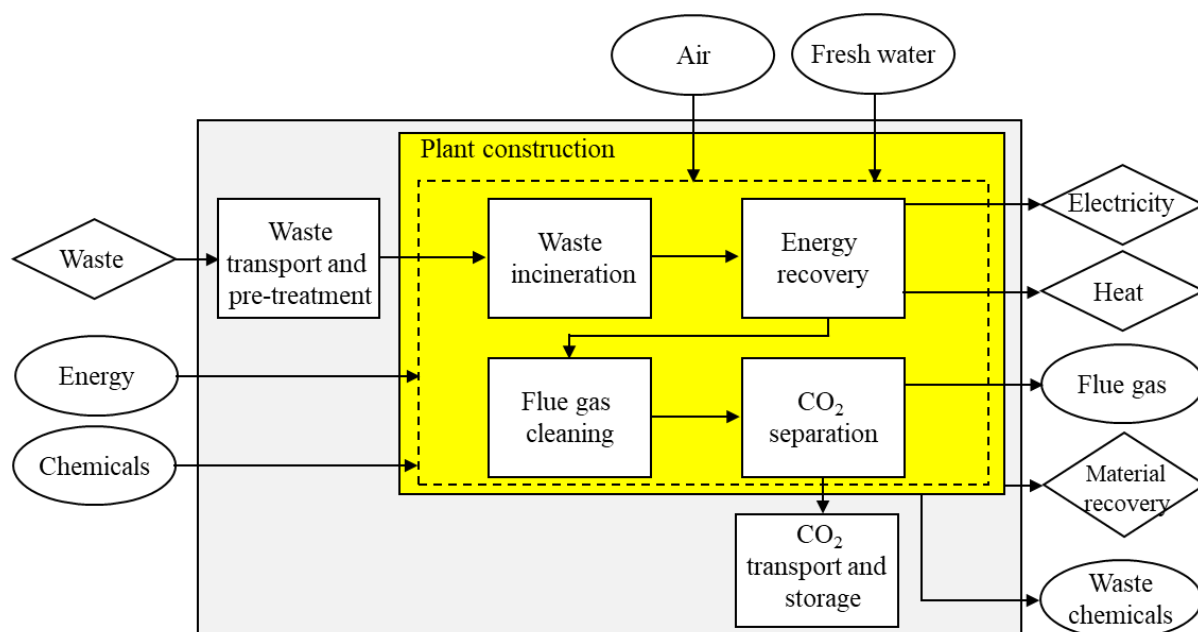 Air
Fresh water
Plant construction
Waste
Waste
transport and
pre-treatment
Waste
incineration
Energy
recovery
Electricity
Heat
Energy
Chemicals
Flue gas
cleaning
CO₂
separation
Flue gas
Material
recovery
CO₂
transport and
storage
Waste
chemicals